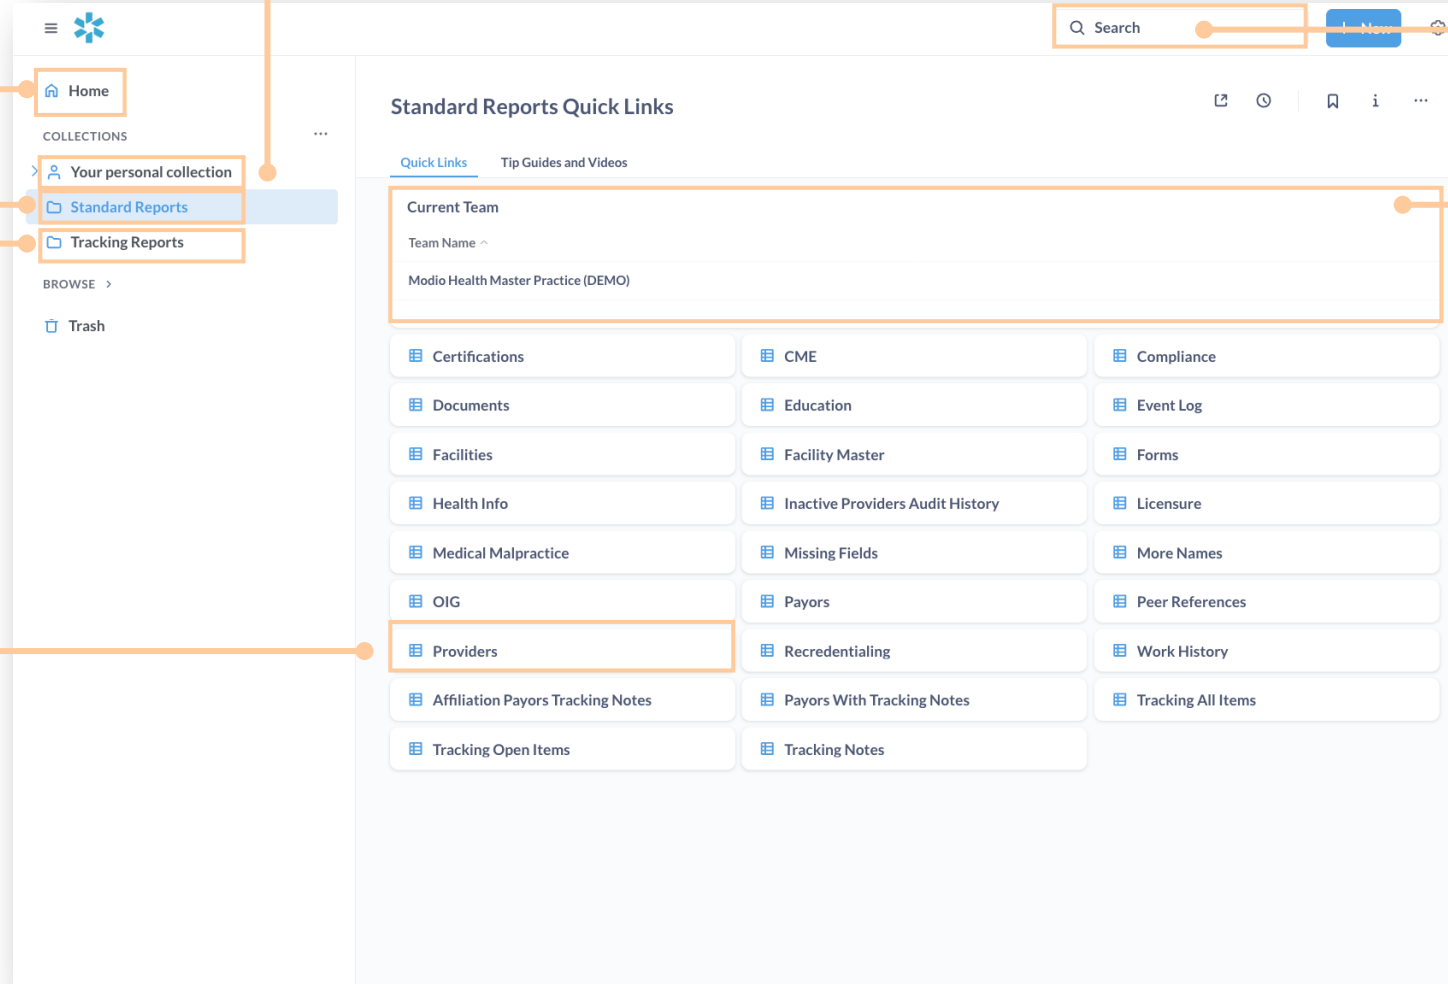 Search
New
Home
COLLECTIONS
Your personal collection
Standard Reports
Tracking Reports
BROWSE
Trash
Standard Reports Quick Links
Quick Links
Tip Guides and Videos
Current Team
Team Name
Modio Health Master Practice (DEMO)
Certifications
CME
Compliance
Documents
Education
Event Log
Facilities
Facility Master
Forms
Health Info
Inactive Providers Audit History
Licensure
Medical Malpractice
Missing Fields
More Names
OIG
Payors
Peer References
Providers
Recredentialing
Work History
Affiliation Payors Tracking Notes
Payors With Tracking Notes
Tracking All Items
Tracking Open Items
Tracking Notes